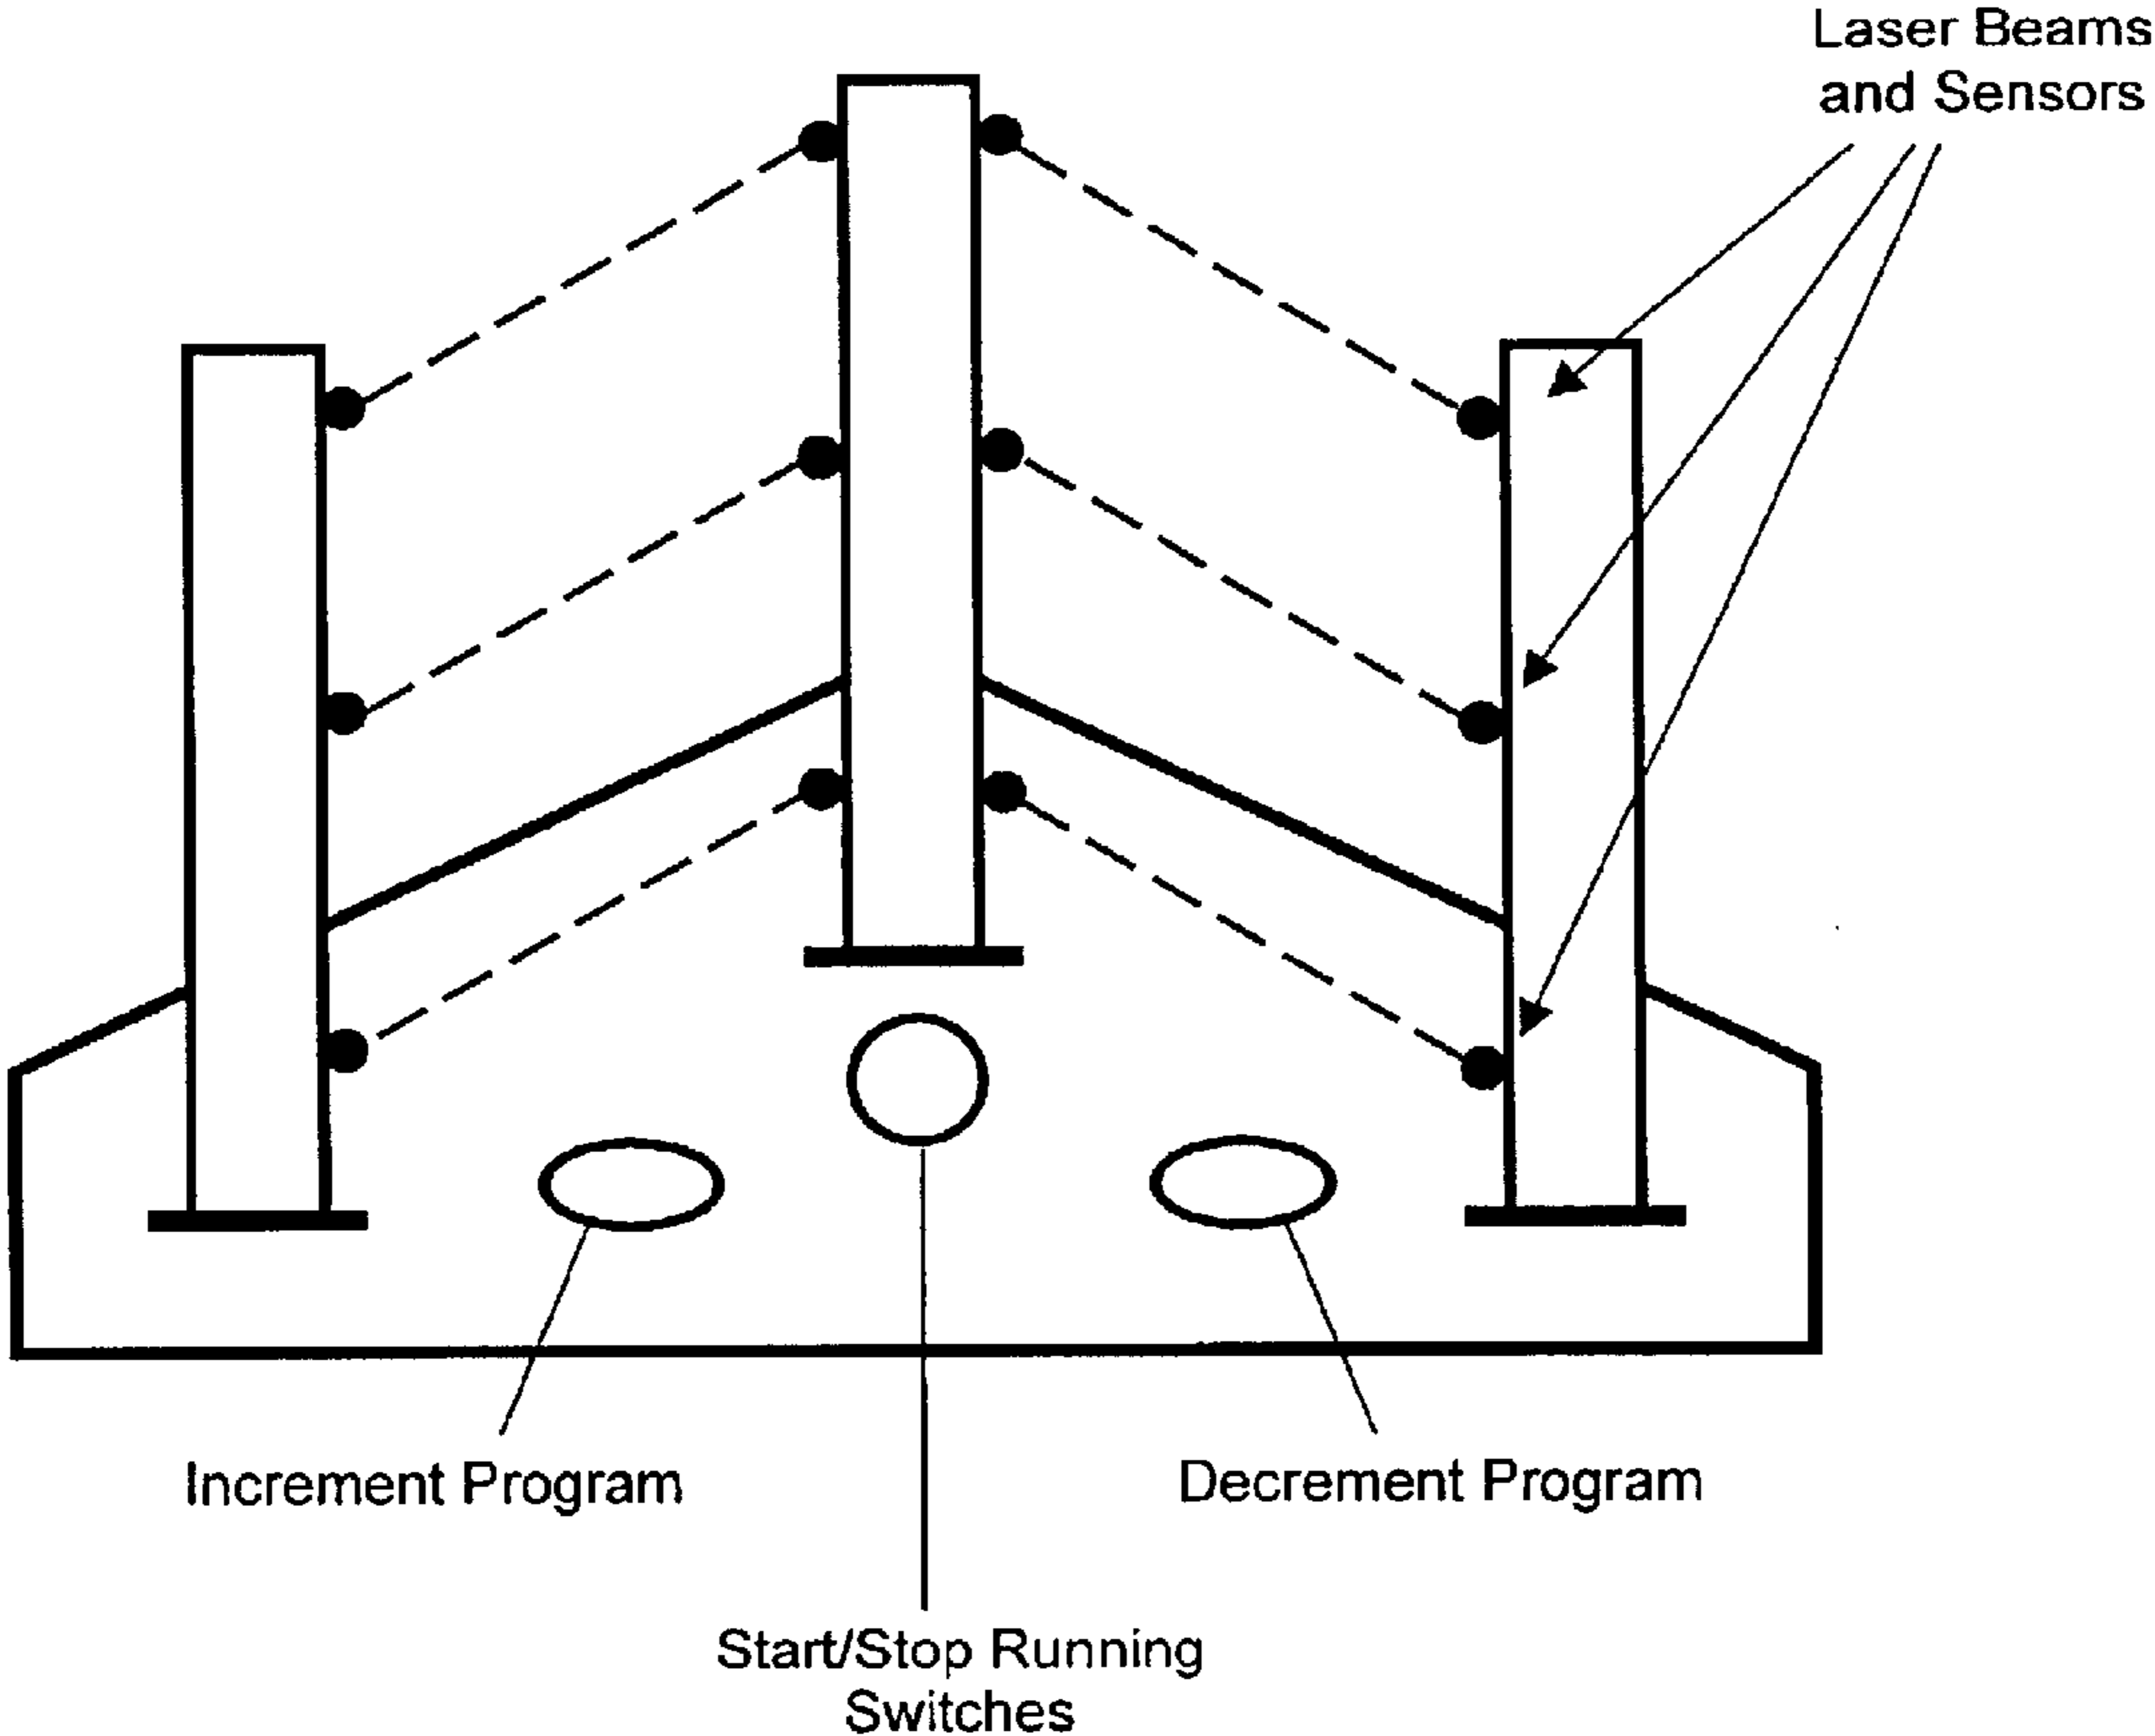 Laser Beams
and Sensors
Increment Program
Decrement Program
Start/Stop Running
Switches